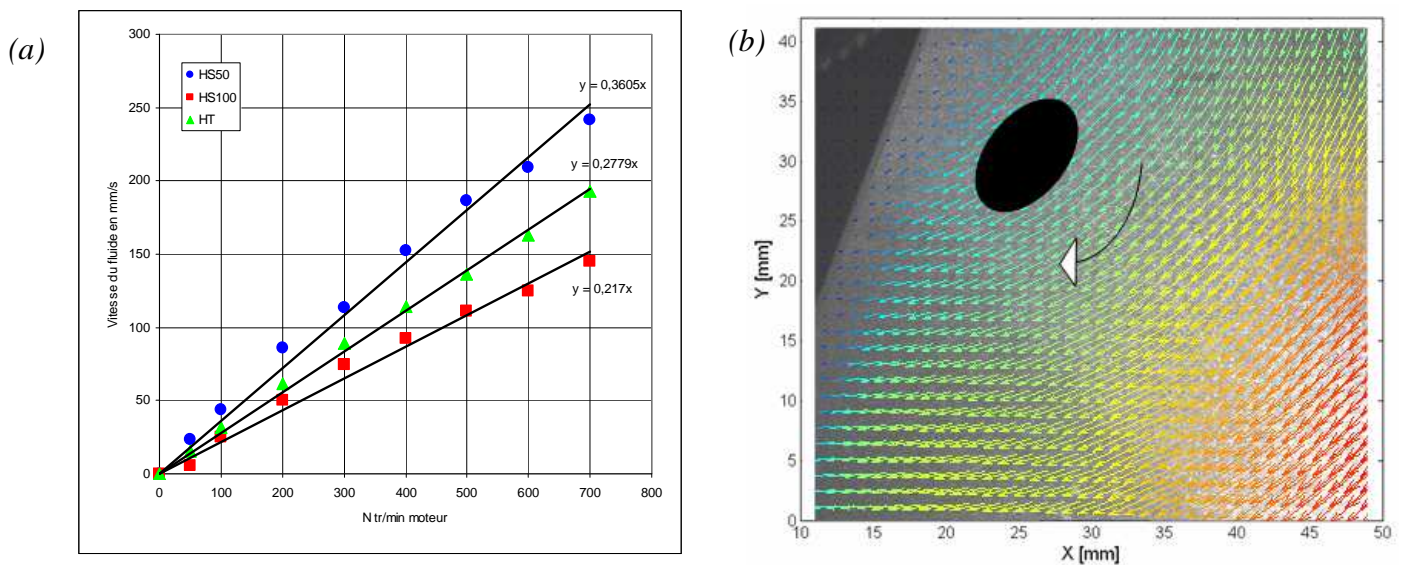 (a)
300
250
200
150
100
50
0
Vitesse du fluide en mm/s
HS50
HS100
HT
y = 0,3605x
y = 0,2779x
y = 0,217x
0 100 200 300 400 500 600 700 800
N tr/min moteur
(b)
40
35
30
25
20
15
10
5
0
Y [mm]
10 15 20 25 30 35 40 45 50
X [mm]